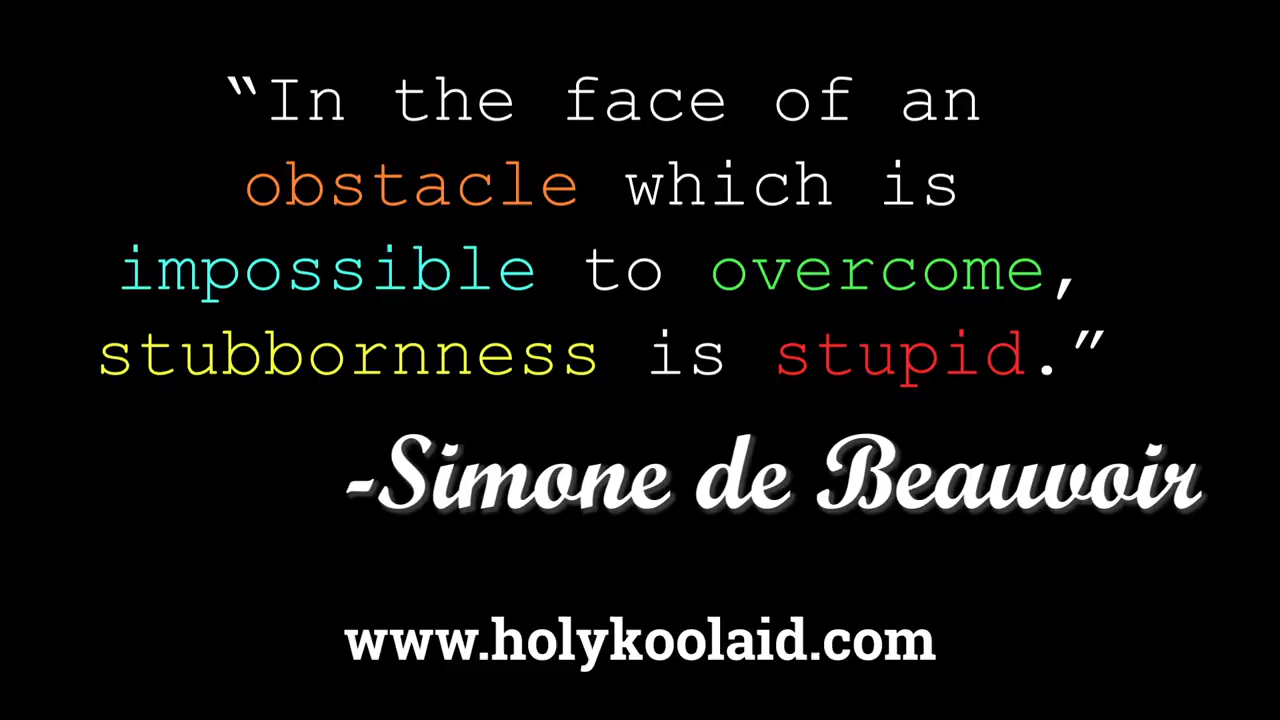 “In the face of an
obstacle which is
impossible to overcome,
stubbornness is stupid.”
-Simone de Beauvoir
www.holykoolaid.com